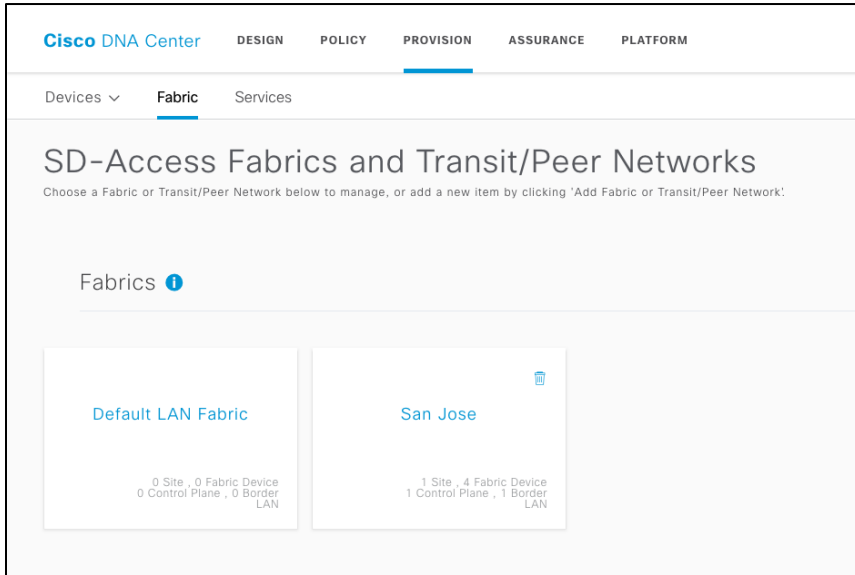 Cisco DNA Center DESIGN POLICY PROVISION ASSURANCE PLATFORM
Devices Fabric Services
SD-Access Fabrics and Transit/Peer Networks
Choose a Fabric or Transit/Peer Network below to manage, or add a new item by clicking 'Add Fabric or Transit/Peer Network'.
Fabrics i
Default LAN Fabric
0 Site , 0 Fabric Device
0 Control Plane , 0 Border
LAN
San Jose
1 Site , 4 Fabric Device
1 Control Plane , 1 Border
LAN